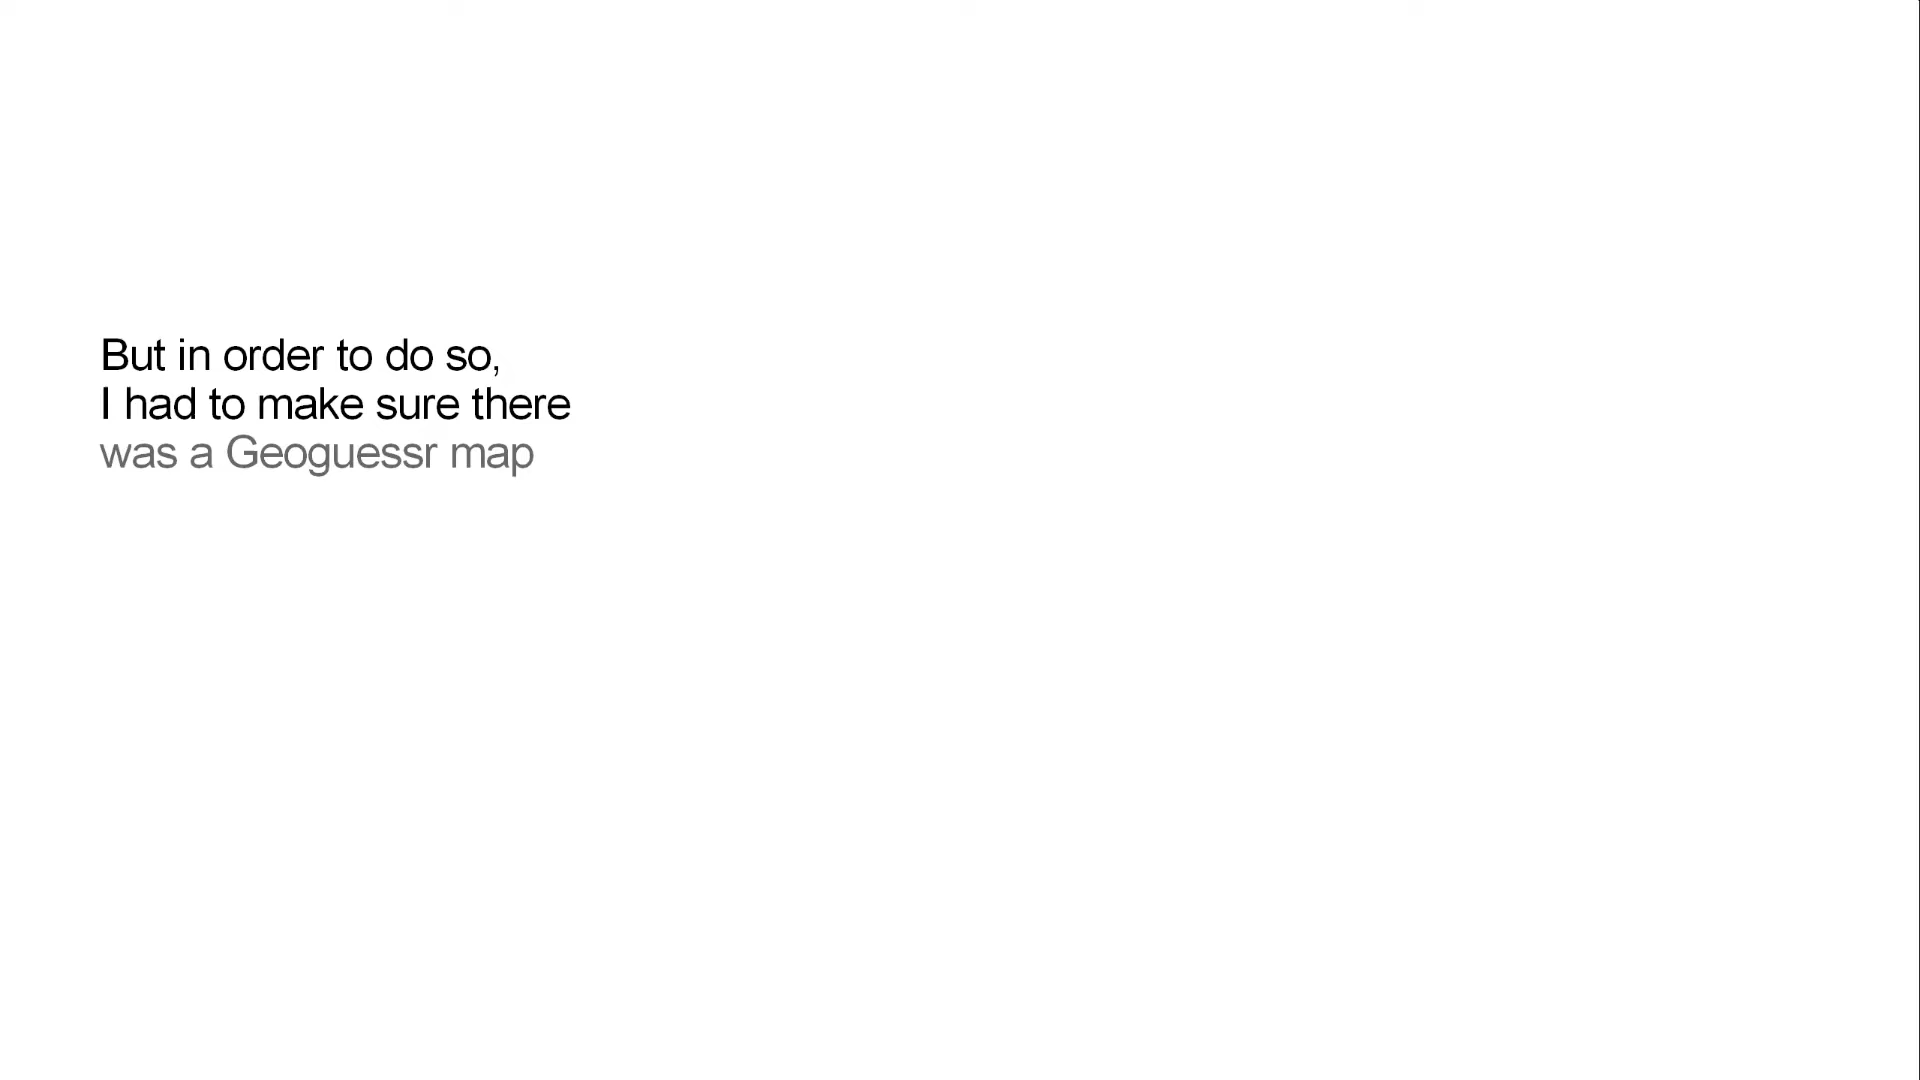 But in order to do so,
I had to make sure there
was a Geoguessr map